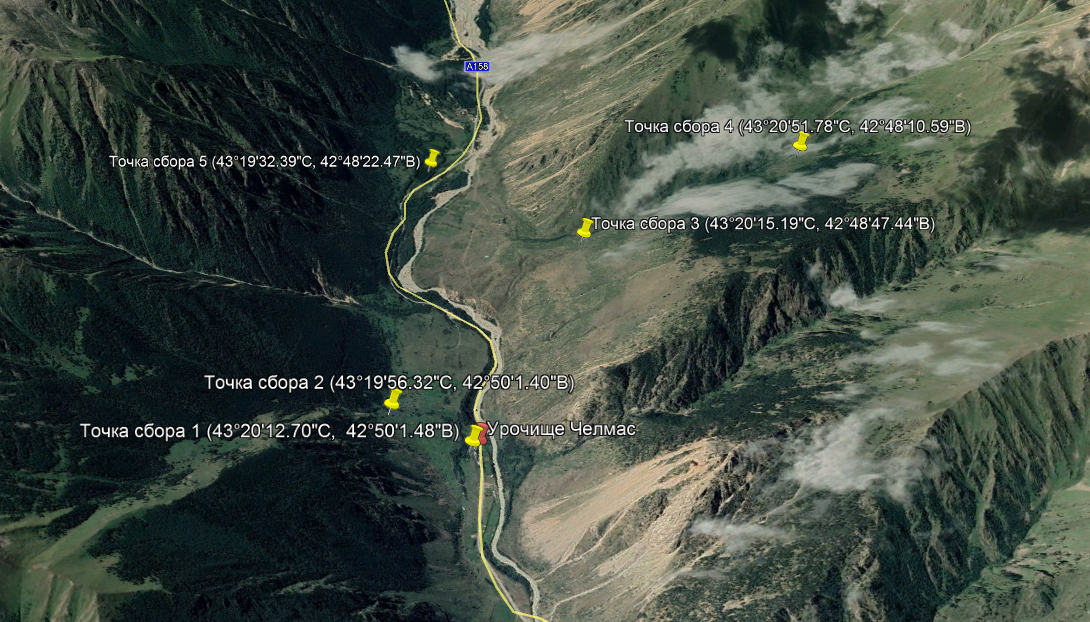 A158
Точка сбора 4 (43°20'51.78"С, 42°48'10.59"В)
Точка сбора 5 (43°19'32.39"С, 42°48'22.47"В)
Точка сбора 3 (43°20'15.19"С, 42°48'47.44"В)
Точка сбора 2 (43°19'56.32"С, 42°50'1.40"В)
Точка сбора 1 (43°20'12.70"С, 42°50'1.48"В)
Урочище Челмас